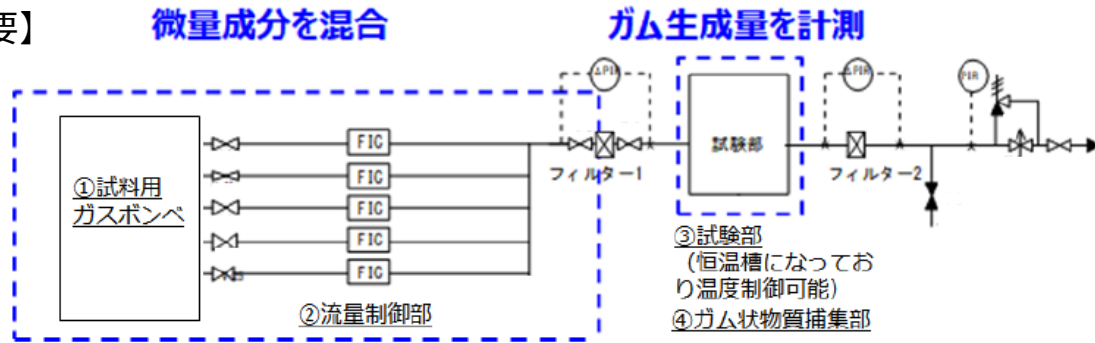 要】
微量成分を混合
ガム生成量を計測
△PIR
△PIR
PIR
①試料用
ガスボンベ
FIC
FIC
FIC
FIC
FIC
②流量制御部
フィルター1
試験部
フィルター2
③試験部
（恒温槽になってお
り温度制御可能）
④ガム状物質捕集部